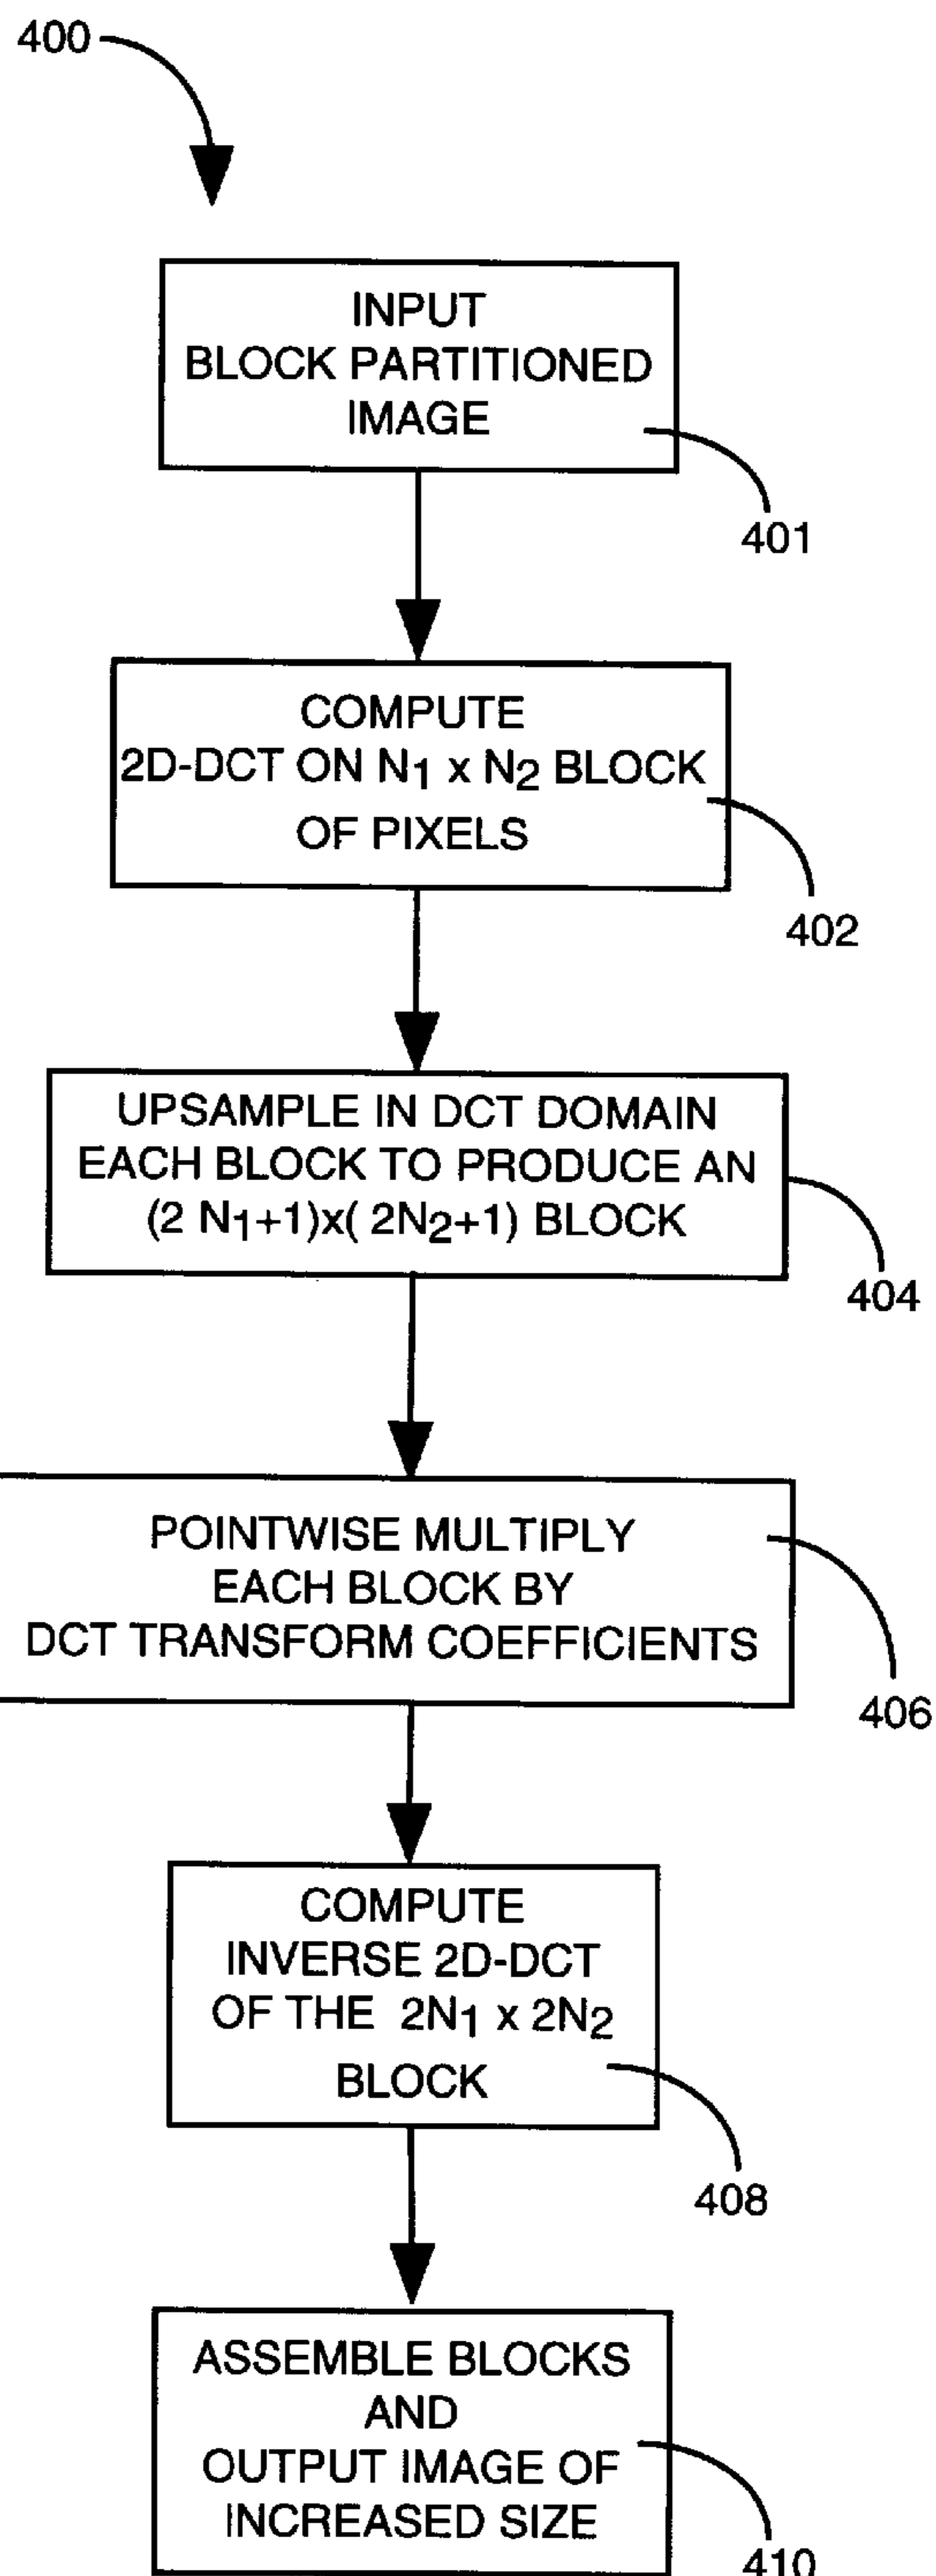 400
INPUT
BLOCK PARTITIONED
IMAGE
401
COMPUTE
2D-DCT ON N1 x N2 BLOCK
OF PIXELS
402
UPSAMPLE IN DCT DOMAIN
EACH BLOCK TO PRODUCE AN
(2 N1+1)x( 2N2+1) BLOCK
404
POINTWISE MULTIPLY
EACH BLOCK BY
DCT TRANSFORM COEFFICIENTS
406
COMPUTE
INVERSE 2D-DCT
OF THE 2N1 x 2N2
BLOCK
408
ASSEMBLE BLOCKS
AND
OUTPUT IMAGE OF
INCREASED SIZE
410